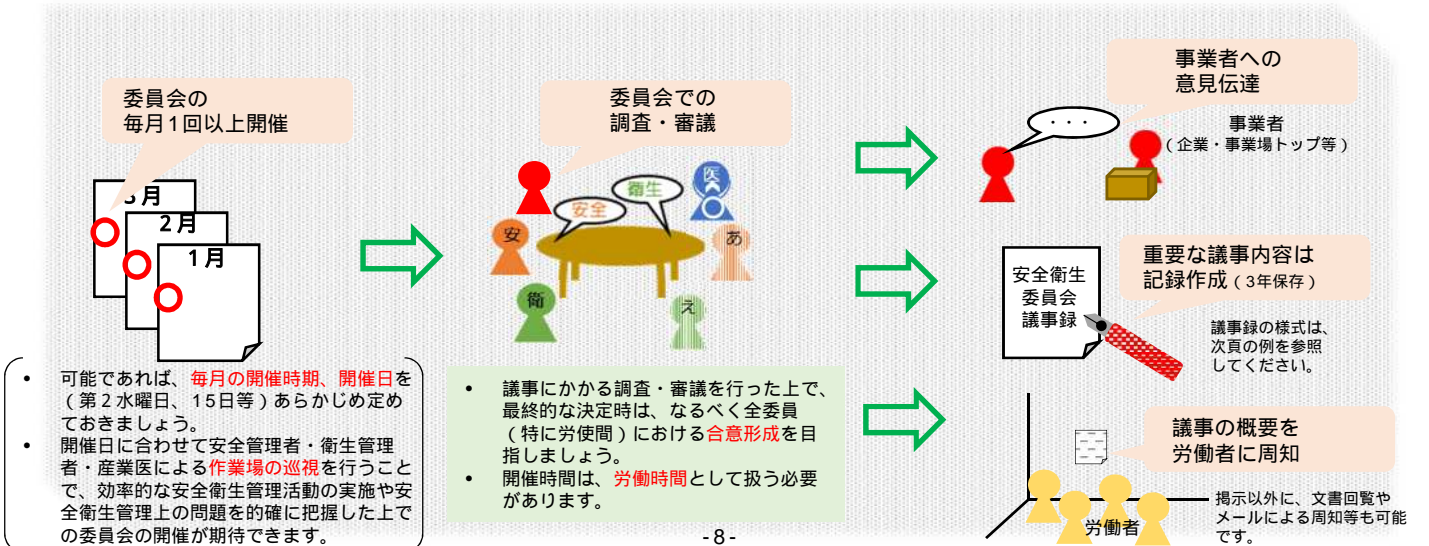 委員会の
毎月1回以上開催
3月
2月
1月
• 可能であれば、毎月の開催時期、開催日を
(第2水曜日、15日等)あらかじめ定め
ておきましょう。
• 開催日に合わせて安全管理者・衛生管理
者・産業医による作業場の巡視を行うこと
で、効率的な安全衛生管理活動の実施や安
全衛生管理上の問題を的確に把握した上で
の委員会の開催が期待できます。
委員会での
調査・審議
医
衛生
安全
安
あ
衛
え
• 議事にかかる調査・審議を行った上で、
最終的な決定時は、なるべく全委員
(特に労使間)における合意形成を目
指しましょう。
• 開催時間は、労働時間として扱う必要
があります。
事業者への
意見伝達
・・・
事業者
(企業・事業場トップ等)
重要な議事内容は
記録作成(3年保存)
安全衛生
委員会
議事録
議事録の様式は、
次頁の例を参照
してください。
議事の概要を
労働者に周知
労働者
掲示以外に、文書回覧や
メールによる周知等も可能
です。
-8-